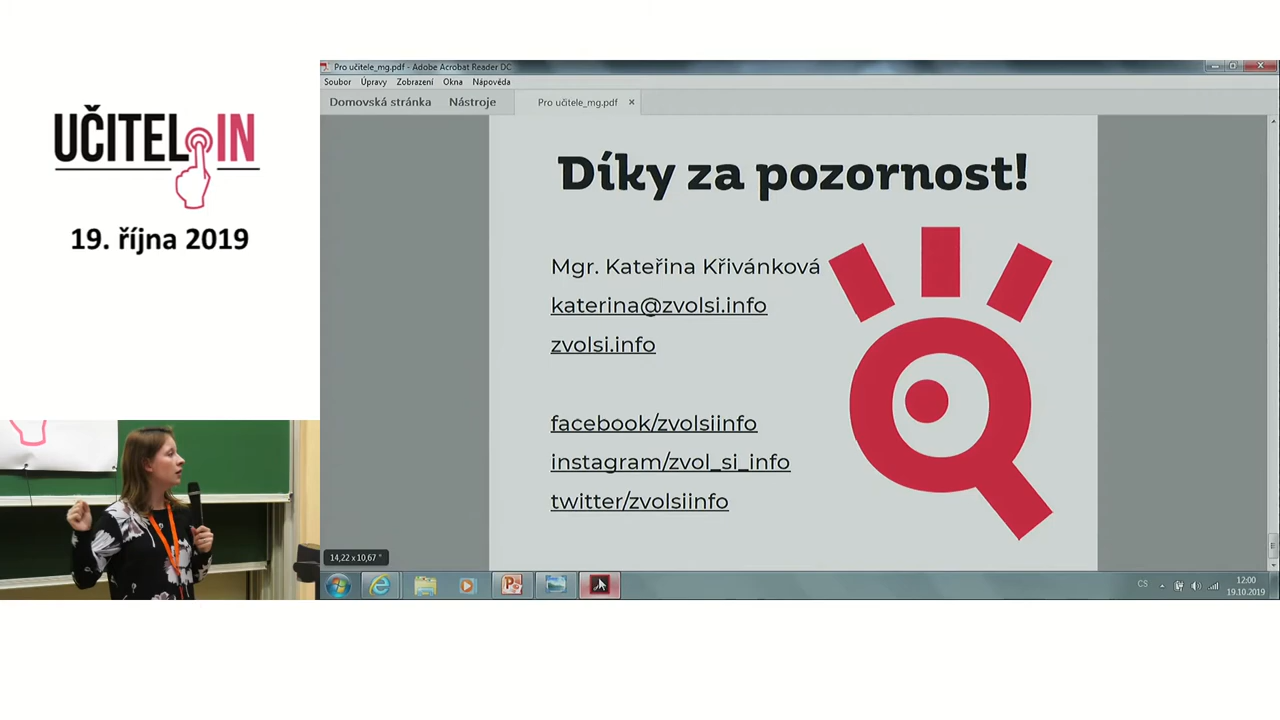 UČITEL IN
19. října 2019
Pro učitele_mg.pdf - Adobe Acrobat Reader DC
Soubor Úpravy Zobrazení Okna Nápověda
Domovská stránka Nástroje Pro učitele_mg.pdf
Díky za pozornost!
Mgr. Kateřina Křivánková
katerina@zvolsi.info
zvolsi.info
facebook/zvolsiinfo
instagram/zvol_si_info
twitter/zvolsiinfo
14,22 x 10,67 "
CS
12:00
19.10.2019